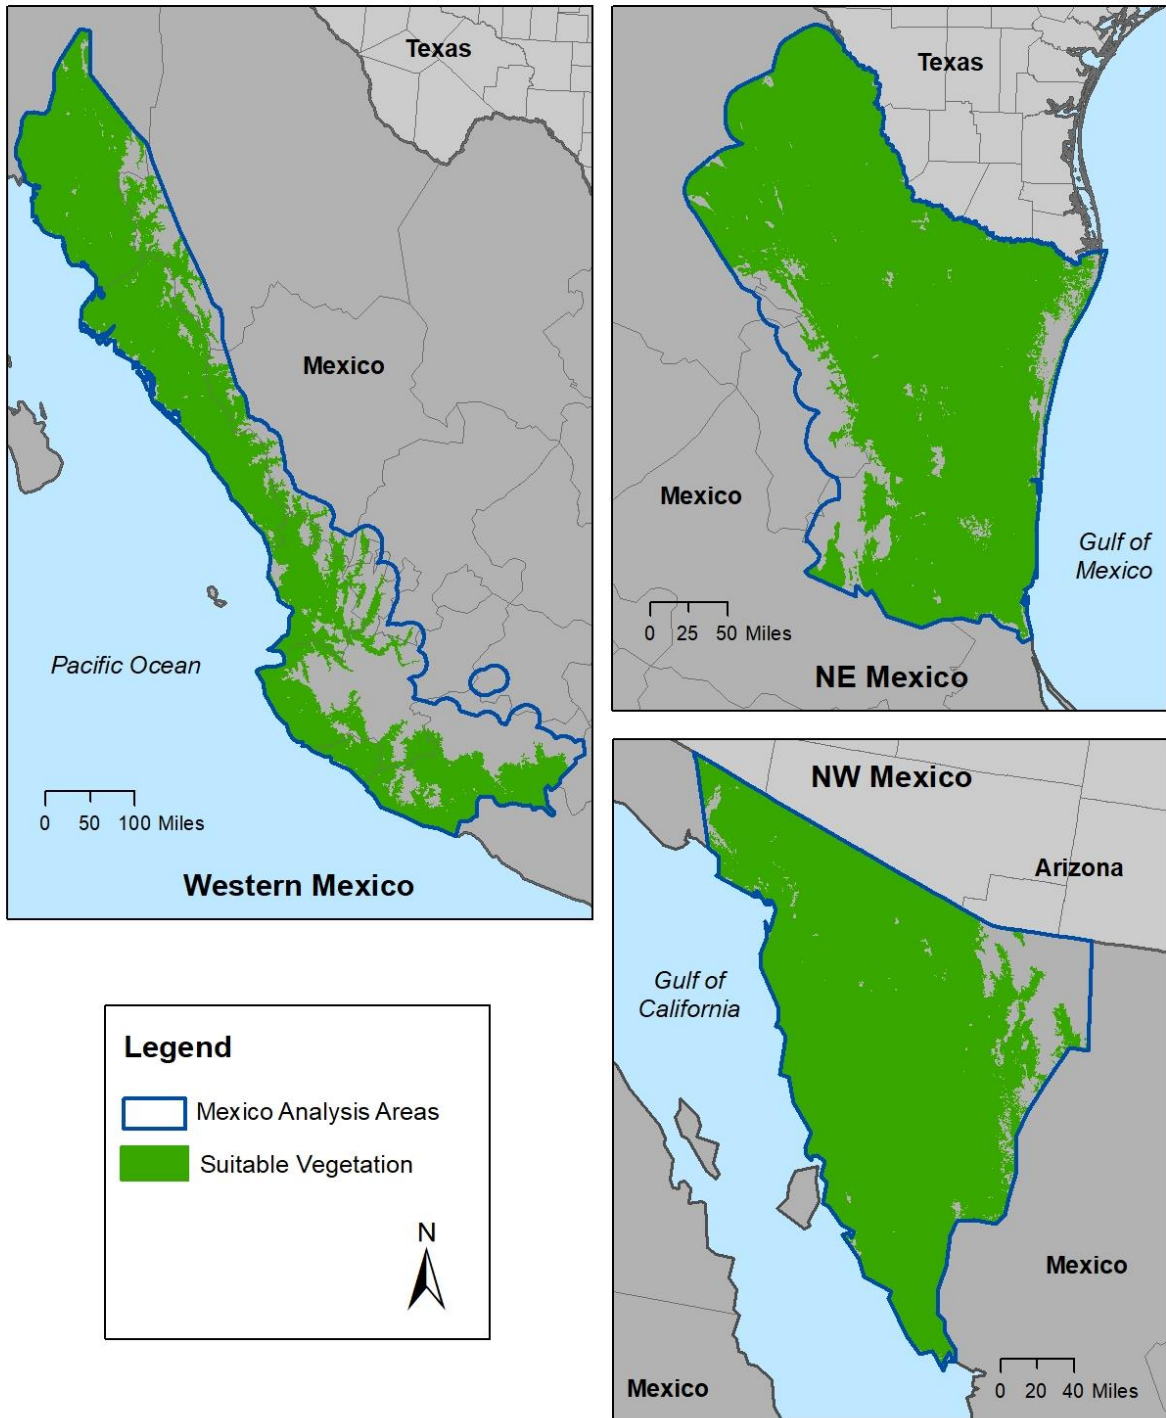 Texas
Mexico
Pacific Ocean
0 50 100 Miles
Western Mexico
Texas
Mexico
Gulf of
Mexico
0 25 50 Miles
NE Mexico
NW Mexico
Arizona
Gulf of
California
Mexico
Mexico
0 20 40 Miles
Legend
Mexico Analysis Areas
Suitable Vegetation
N